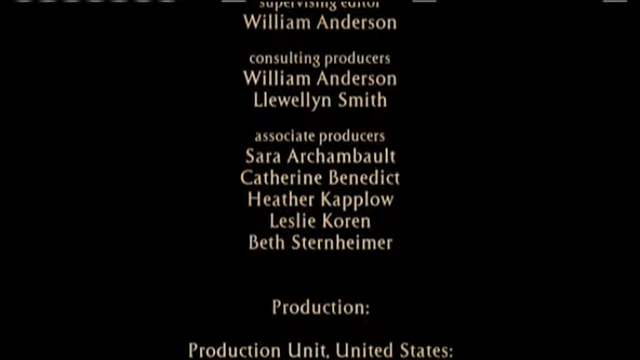 supervising editor
William Anderson
consulting producers
William Anderson
Llewellyn Smith
associate producers
Sara Archambault
Catherine Benedict
Heather Kapplow
Leslie Koren
Beth Sternheimer
Production:
Production Unit, United States: